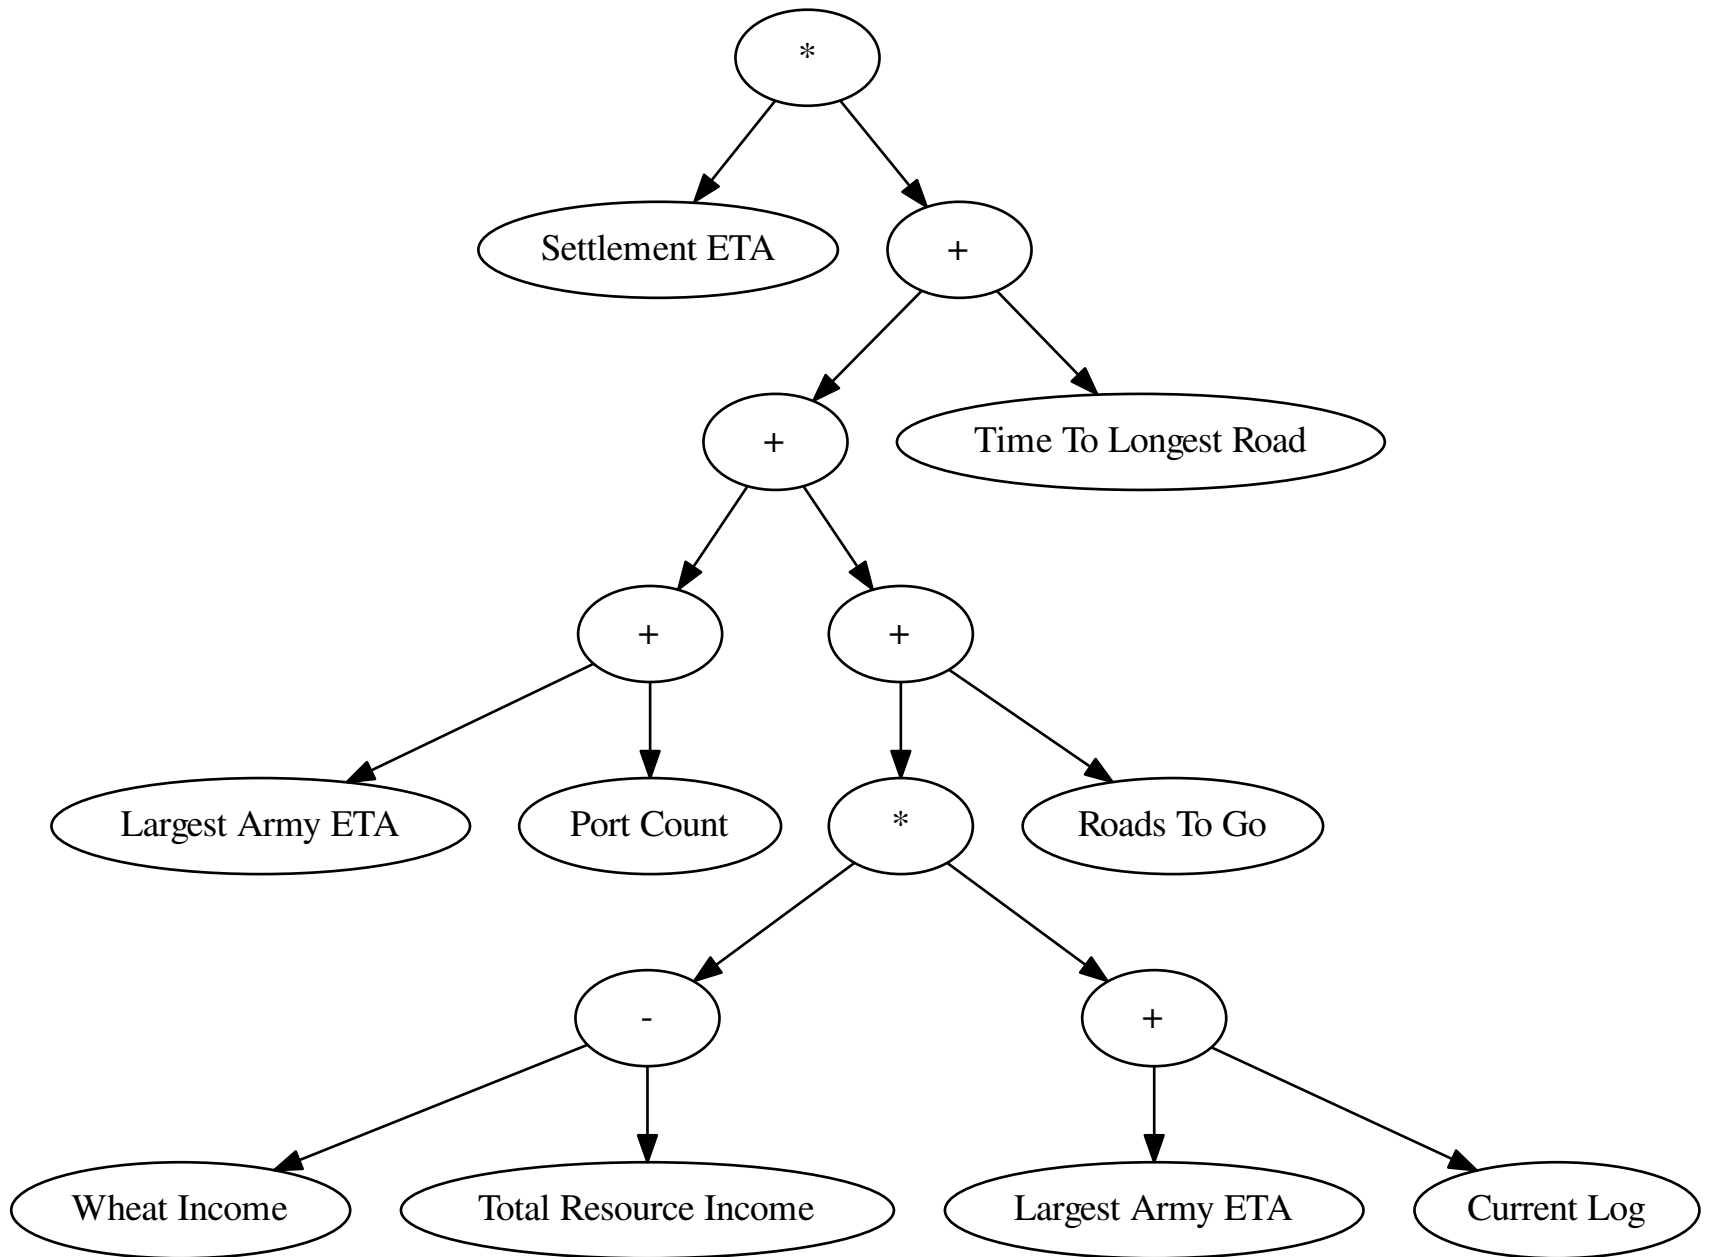 *
Settlement ETA
+
+
Time To Longest Road
+
+
Largest Army ETA
Port Count
*
Roads To Go
-
+
Wheat Income
Total Resource Income
Largest Army ETA
Current Log